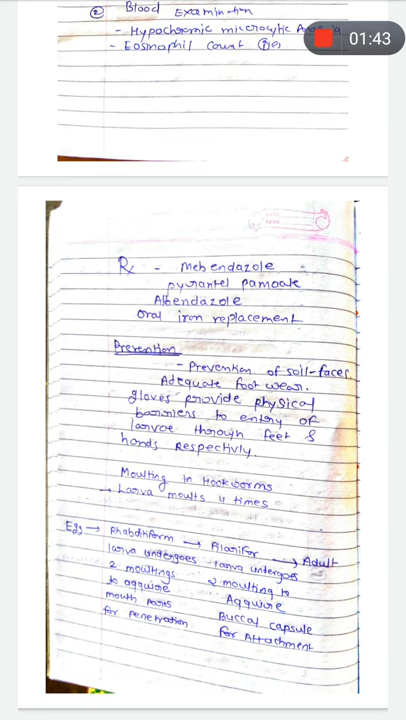 ② Blood Examination
- Hypochromic microcytic
01:43
- Eosinophil Count
Rx - Mebendazole
pyrantel pamoate
Albendazole
Oral iron replacement
Prevention
- Prevention of soil-faces.
Adequate foot wear.
gloves provide physical
barriers to entry of
larvae through feet &
hands respectivly.
Moulting in Hookworms
→ Larva moults 4 times
Egg → Rhabditiform → Filarifor → Adult
larva undergoes larva undergoes
2 moultings 2 moulting to
to aqquire Aqquire
mouth parts Buccal capsule
for penetration for Attachment